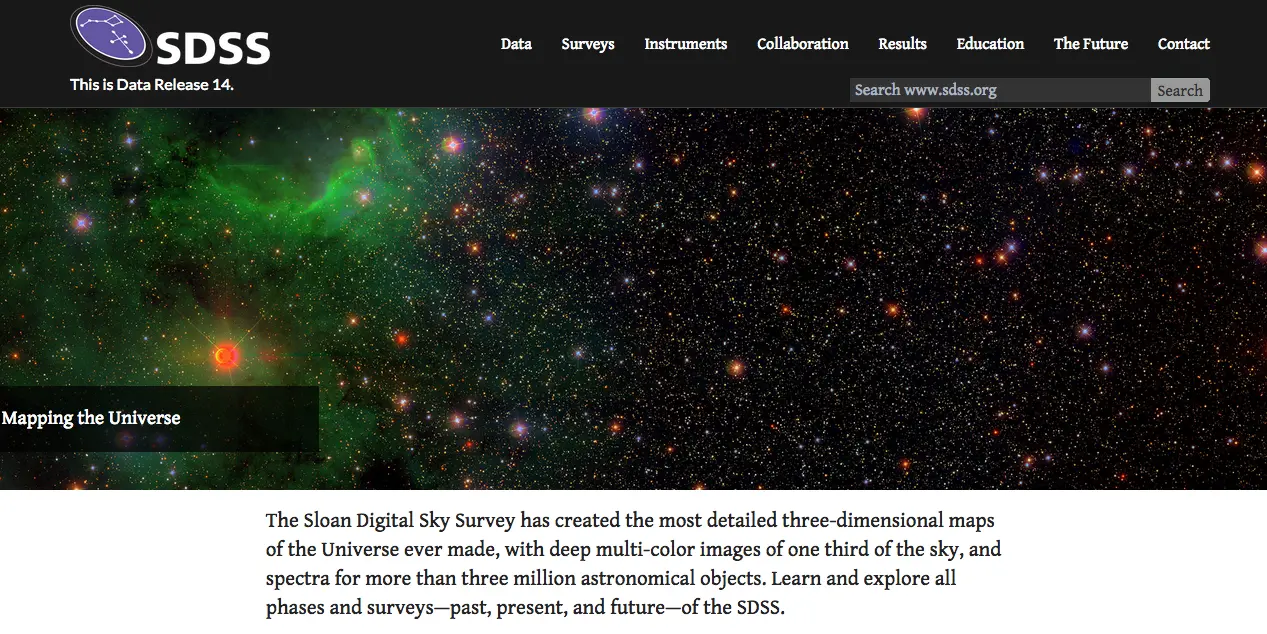 SDSS
This is Data Release 14.
Data Surveys Instruments Collaboration Results Education The Future Contact
Search www.sdss.org Search
Mapping the Universe
The Sloan Digital Sky Survey has created the most detailed three-dimensional maps
of the Universe ever made, with deep multi-color images of one third of the sky, and
spectra for more than three million astronomical objects. Learn and explore all
phases and surveys—past, present, and future—of the SDSS.